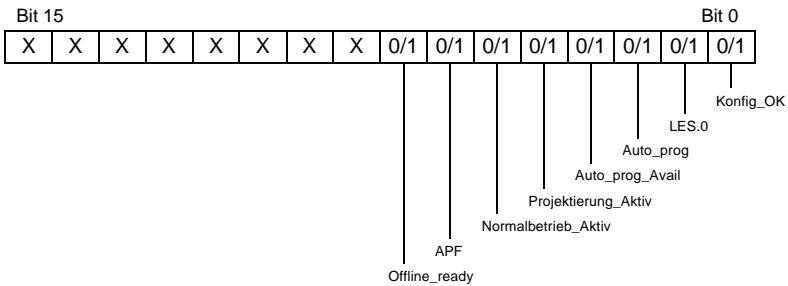 Bit 15 Bit 0
X X X X X X X X 0/1 0/1 0/1 0/1 0/1 0/1 0/1 0/1
Konfig_OK
LES.0
Auto_prog
Auto_prog_Avail
Projektierung_Aktiv
Normalbetrieb_Aktiv
APF
Offline_ready